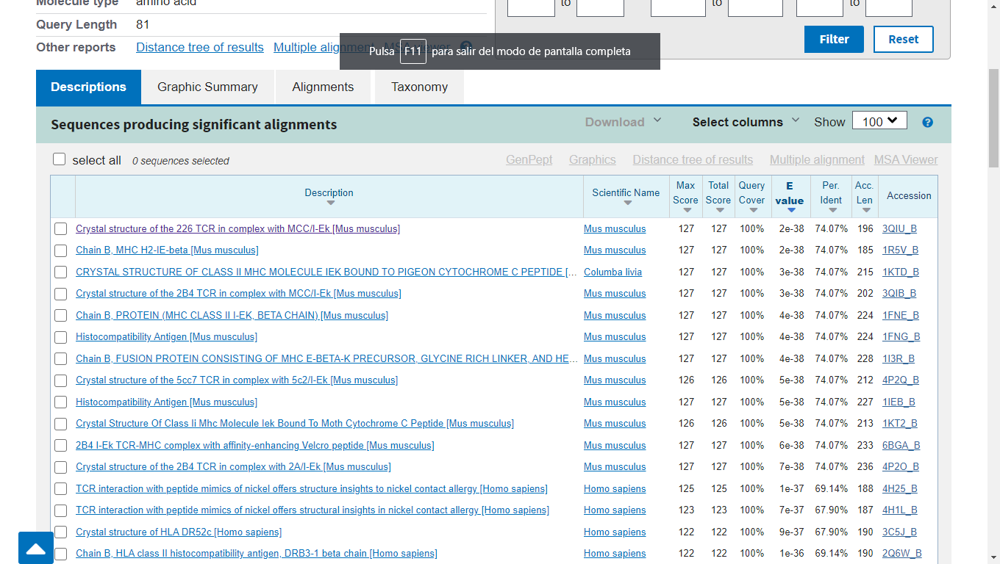 Molecule type amino acid
to to to
Query Length 81
Other reports Distance tree of results Multiple alignment MSA viewer
Filter Reset
Pulsa F11 para salir del modo de pantalla completa
Descriptions Graphic Summary Alignments Taxonomy
Sequences producing significant alignments Download Select columns Show 100 ?
select all 0 sequences selected GenPept Graphics Distance tree of results Multiple alignment MSA Viewer
Description Scientific Name Max Score Total Score Query Cover E value Per. Ident Acc. Len Accession
Crystal structure of the 226 TCR in complex with MCC/I-Ek [Mus musculus] Mus musculus 127 127 100% 2e-38 74.07% 196 3QIU_B
Chain B, MHC H2-IE-beta [Mus musculus] Mus musculus 127 127 100% 2e-38 74.07% 185 1R5V_B
CRYSTAL STRUCTURE OF CLASS II MHC MOLECULE IEK BOUND TO PIGEON CYTOCHROME C PEPTIDE [... Columba livia 127 127 100% 3e-38 74.07% 215 1KTD_B
Crystal structure of the 2B4 TCR in complex with MCC/I-Ek [Mus musculus] Mus musculus 127 127 100% 3e-38 74.07% 202 3QIB_B
Chain B, PROTEIN (MHC CLASS II I-EK, BETA CHAIN) [Mus musculus] Mus musculus 127 127 100% 4e-38 74.07% 224 1FNE_B
Histocompatibility Antigen [Mus musculus] Mus musculus 127 127 100% 4e-38 74.07% 224 1FNG_B
Chain B, FUSION PROTEIN CONSISTING OF MHC E-BETA-K PRECURSOR, GLYCINE RICH LINKER, AND HE... Mus musculus 127 127 100% 4e-38 74.07% 228 1I3R_B
Crystal structure of the 5cc7 TCR in complex with 5c2/I-Ek [Mus musculus] Mus musculus 126 126 100% 5e-38 74.07% 212 4P2Q_B
Histocompatibility Antigen [Mus musculus] Mus musculus 127 127 100% 5e-38 74.07% 227 1IEB_B
Crystal Structure Of Class Ii Mhc Molecule Iek Bound To Moth Cytochrome C Peptide [Mus musculus] Mus musculus 126 126 100% 5e-38 74.07% 213 1KT2_B
2B4 I-Ek TCR-MHC complex with affinity-enhancing Velcro peptide [Mus musculus] Mus musculus 127 127 100% 6e-38 74.07% 233 6BGA_B
Crystal structure of the 2B4 TCR in complex with 2A/I-Ek [Mus musculus] Mus musculus 127 127 100% 7e-38 74.07% 236 4P2O_B
TCR interaction with peptide mimics of nickel offers structure insights to nickel contact allergy [Homo sapiens] Homo sapiens 125 125 100% 1e-37 69.14% 188 4H25_B
TCR interaction with peptide mimics of nickel offers structural insights in nickel contact allergy [Homo sapiens] Homo sapiens 123 123 100% 7e-37 67.90% 187 4H1L_B
Crystal structure of HLA DR52c [Homo sapiens] Homo sapiens 122 122 100% 9e-37 67.90% 190 3C5J_B
Chain B, HLA class II histocompatibility antigen, DRB3-1 beta chain [Homo sapiens] Homo sapiens 122 122 100% 1e-36 69.14% 190 2Q6W_B